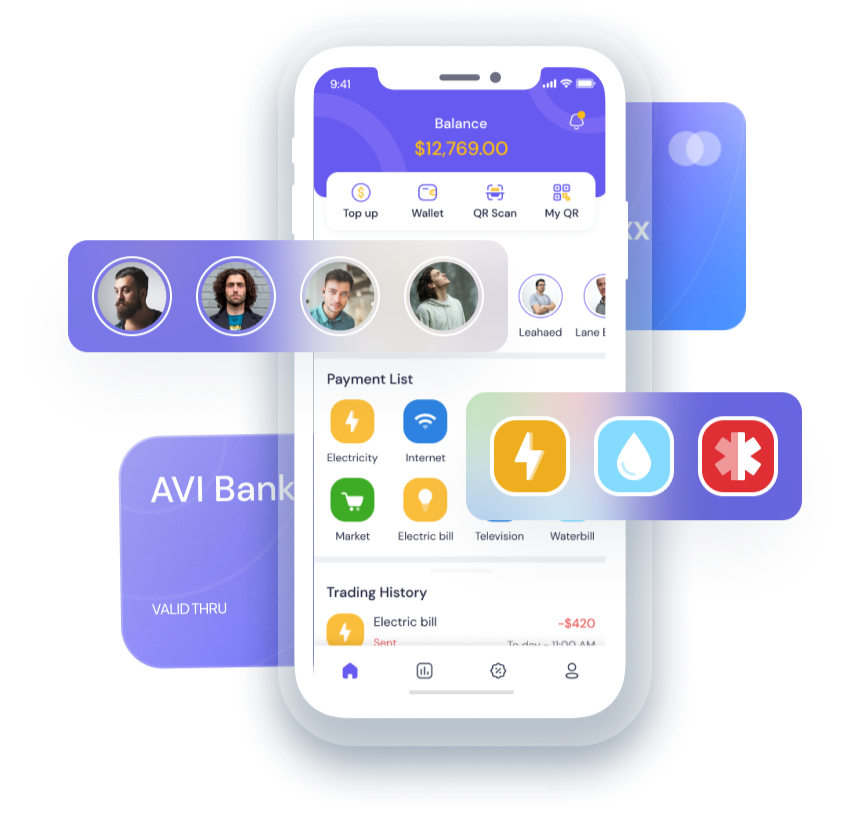 9:41
Balance
$12,769.00
Top up
Wallet
QR Scan
My QR
xx
Leahaed
Lane
Payment List
Electricity
Internet
Market
Electric bill
Television
Waterbill
AVI Bank
VALID THRU
Trading History
Electric bill
-$420
Sent
To day - 11:00 AM